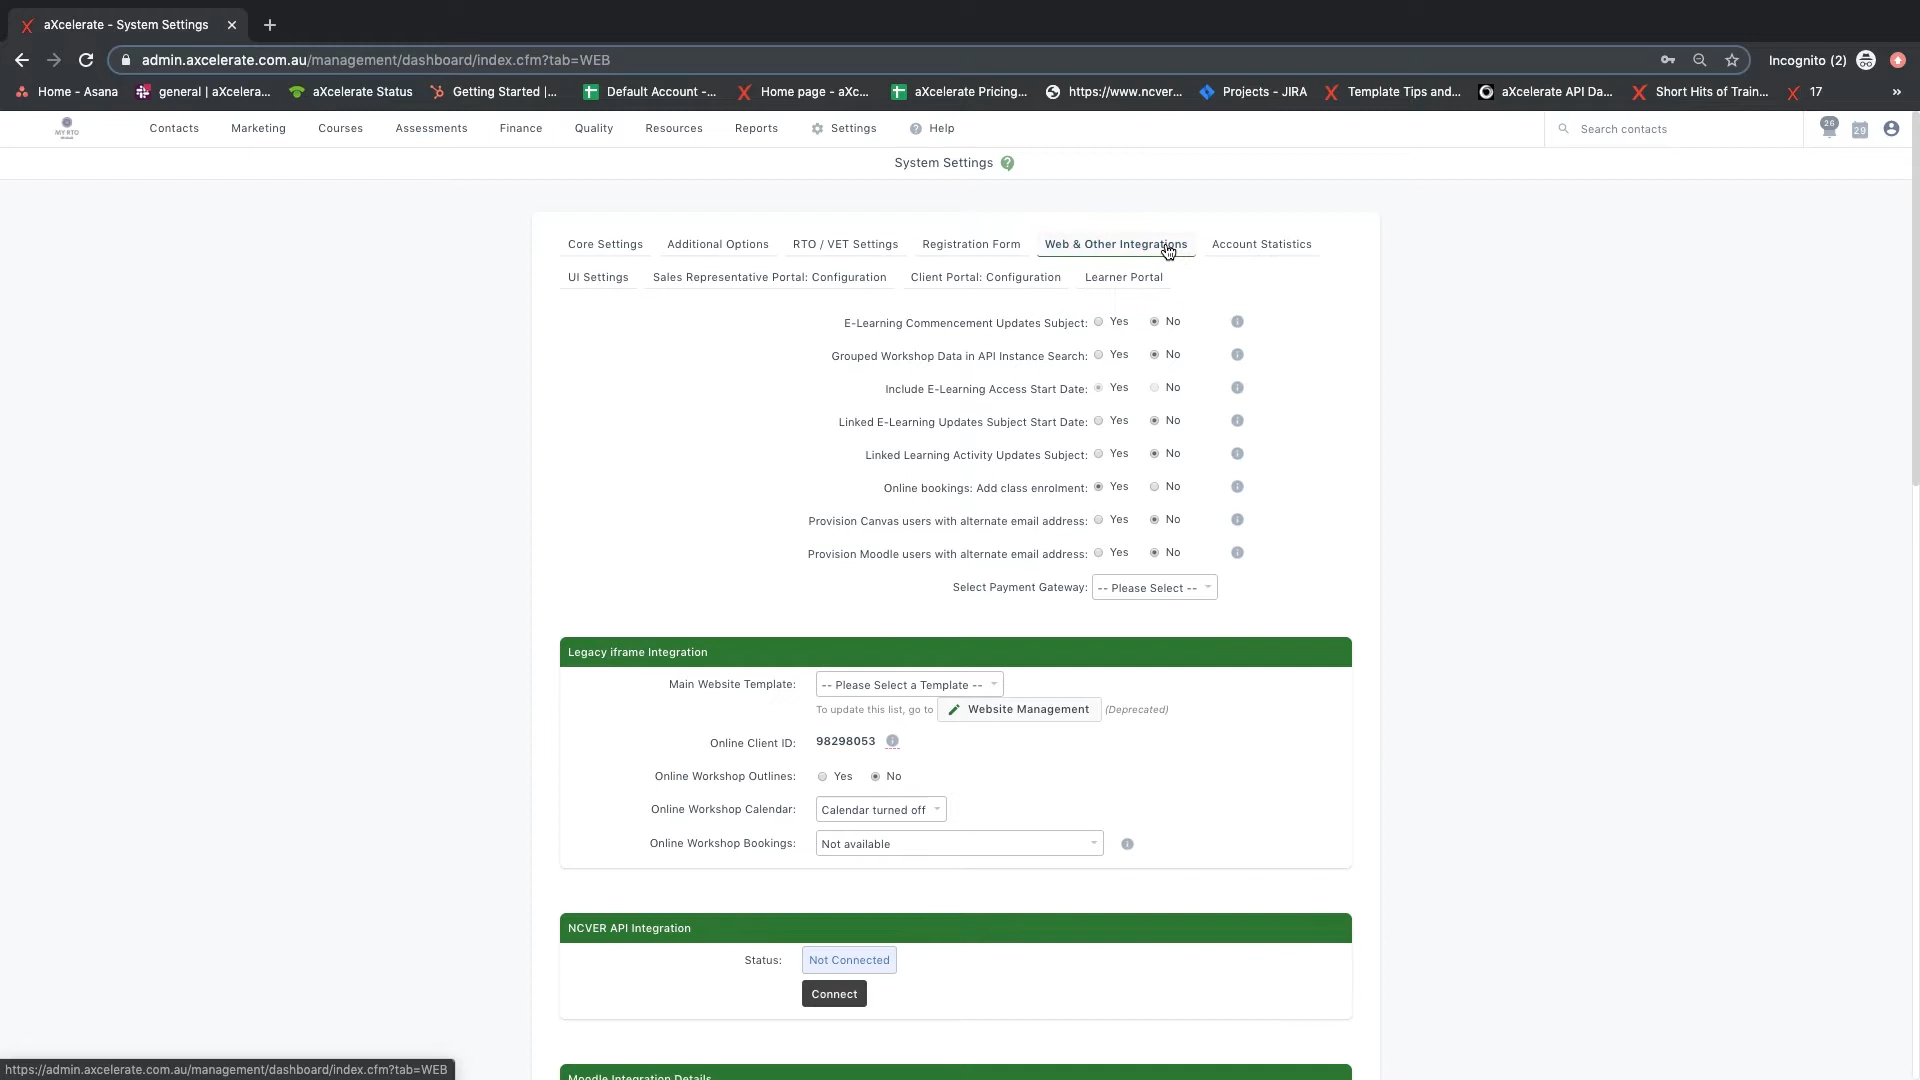 aXcelerate - System Settings
admin.axcelerate.com.au/management/dashboard/index.cfm?tab=WEB
Incognito (2)
Home - Asana
general | aXcelera...
aXcelerate Status
Getting Started |...
Default Account -...
Home page - aXc...
aXcelerate Pricing...
https://www.ncver...
Projects - JIRA
Template Tips and...
aXcelerate API Da...
Short Hits of Train...
17
»
MY RTO
Contacts
Marketing
Courses
Assessments
Finance
Quality
Resources
Reports
Settings
Help
Search contacts
26
29
System Settings
Core Settings
Additional Options
RTO / VET Settings
Registration Form
Web & Other Integrations
Account Statistics
UI Settings
Sales Representative Portal: Configuration
Client Portal: Configuration
Learner Portal
E-Learning Commencement Updates Subject: Yes No
Grouped Workshop Data in API Instance Search: Yes No
Include E-Learning Access Start Date: Yes No
Linked E-Learning Updates Subject Start Date: Yes No
Linked Learning Activity Updates Subject: Yes No
Online bookings: Add class enrolment: Yes No
Provision Canvas users with alternate email address: Yes No
Provision Moodle users with alternate email address: Yes No
Select Payment Gateway: -- Please Select --
Legacy iframe Integration
Main Website Template: -- Please Select a Template --
To update this list, go to Website Management (Deprecated)
Online Client ID: 98298053
Online Workshop Outlines: Yes No
Online Workshop Calendar: Calendar turned off
Online Workshop Bookings: Not available
NCVER API Integration
Status: Not Connected
Connect
Moodle Integration Details
https://admin.axcelerate.com.au/management/dashboard/index.cfm?tab=WEB